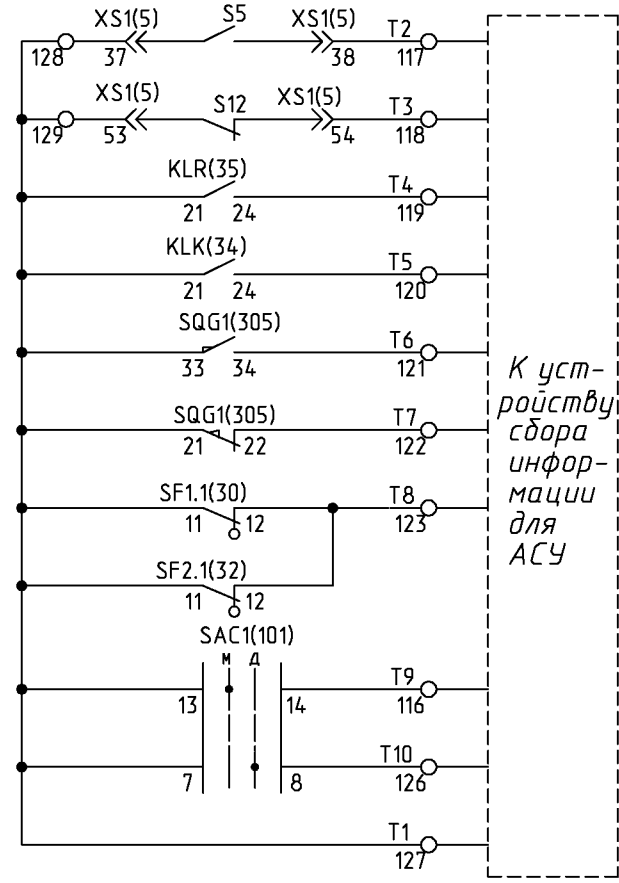 XS1(5) S5 XS1(5) T2
128 37 38 117
XS1(5) S12 XS1(5) T3
129 53 54 118
KLR(35) T4
21 24 119
KLK(34) T5
21 24 120
SQG1(305) T6
33 34 121
SQG1(305) T7
21 22 122
SF1.1(30) T8
11 12 123
SF2.1(32)
11 12
SAC1(101)
М Д
T9
13 14 116
T10
7 8 126
T1
127
К уст-
ройству
сбора
инфор-
мации
для
АСУ